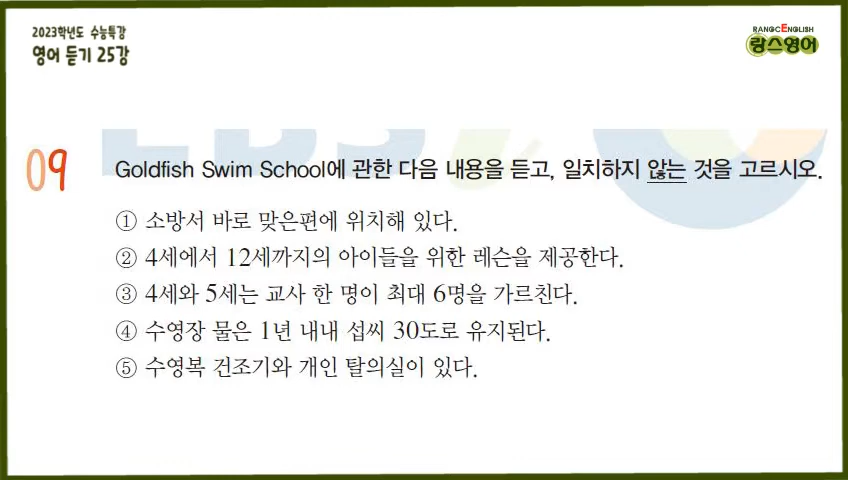 2023학년도 수능특강
영어 듣기 25강
RANGCENGLISH
랑스영어
09 Goldfish Swim School에 관한 다음 내용을 듣고, 일치하지 않는 것을 고르시오.
① 소방서 바로 맞은편에 위치해 있다.
② 4세에서 12세까지의 아이들을 위한 레슨을 제공한다.
③ 4세와 5세는 교사 한 명이 최대 6명을 가르친다.
④ 수영장 물은 1년 내내 섭씨 30도로 유지된다.
⑤ 수영복 건조기와 개인 탈의실이 있다.